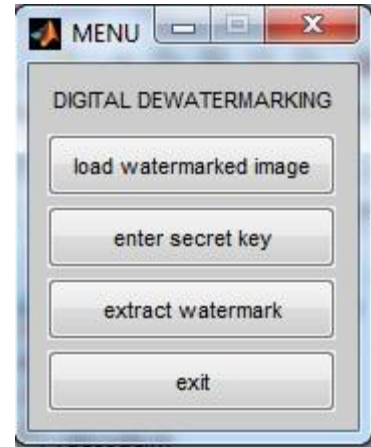 MENU
DIGITAL DEWATERMARKING
load watermarked image
enter secret key
extract watermark
exit